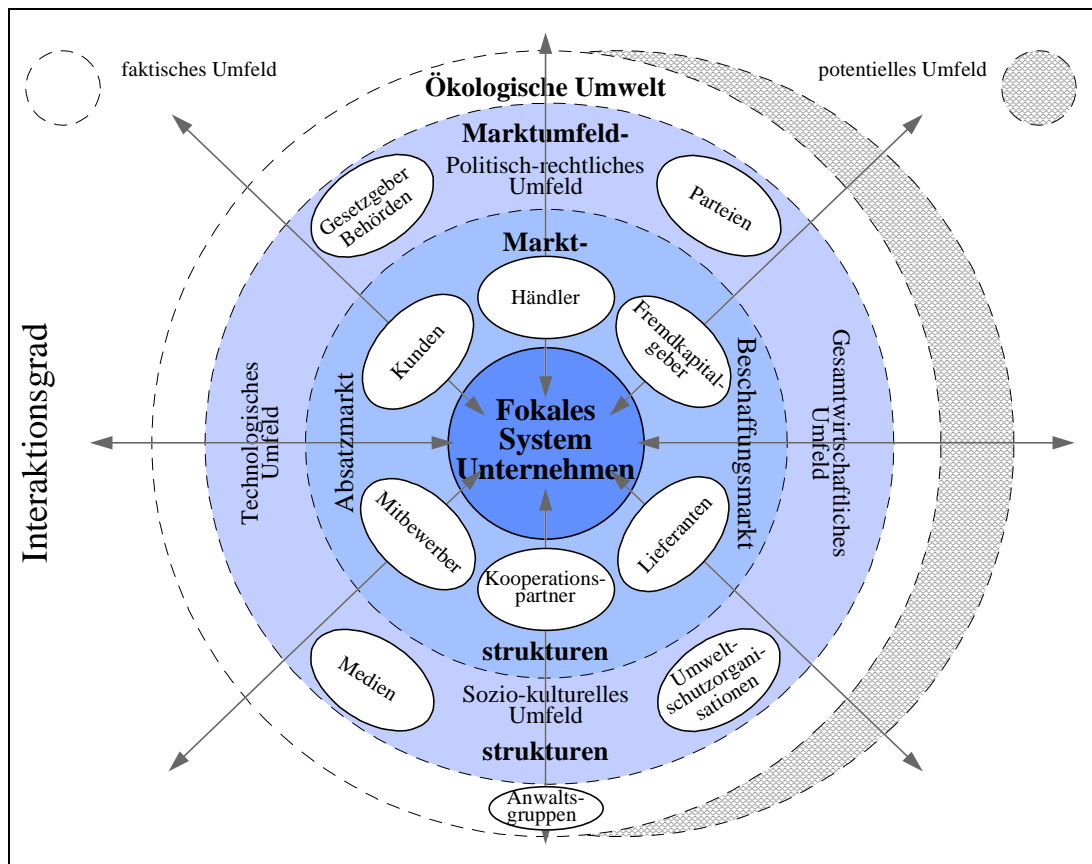 faktisches Umfeld
potentielles Umfeld
Ökologische Umwelt
Marktumfeld-
Politisch-rechtliches
Umfeld
Gesetzgeber
Behörden
Parteien
Markt-
Händler
Kunden
Fremdkapital-
geber
Interaktionsgrad
Technologisches
Umfeld
Absatzmarkt
Fokales
System
Unternehmen
Beschaffungsmarkt
Gesamtwirtschaftliches
Umfeld
Mitbewerber
Kooperations-
partner
Lieferanten
strukturen
Medien
Sozio-kulturelles
Umfeld
Umwelt-
schutzorgani-
sationen
strukturen
Anwalts-
gruppen